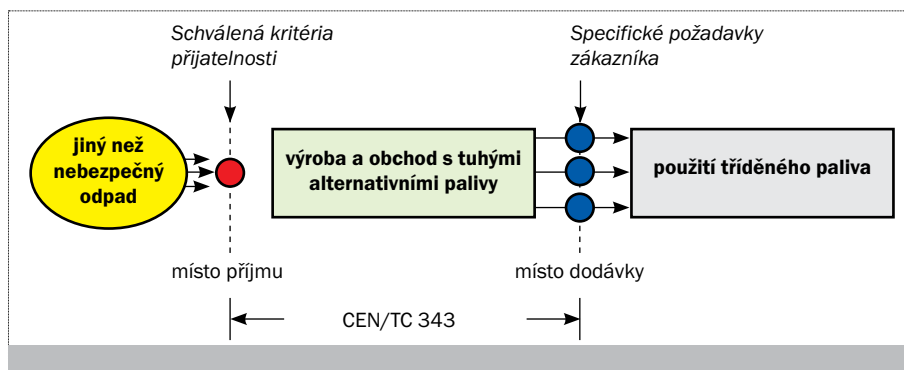 Schválená kritéria
přijatelnosti
Specifické požadavky
zákazníka
jiný než
nebezpečný
odpad
výroba a obchod s tuhými
alternativními palivy
použití tříděného paliva
místo příjmu
místo dodávky
CEN/TC 343